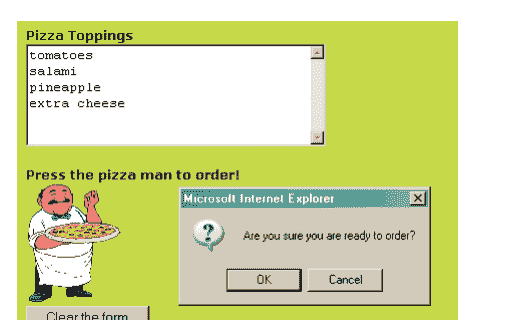 Pizza Toppings
tomatoes
salami
pineapple
extra cheese
Press the pizza man to order!
Microsoft Internet Explorer
?
Are you sure you are ready to order?
OK
Cancel
Clear the form